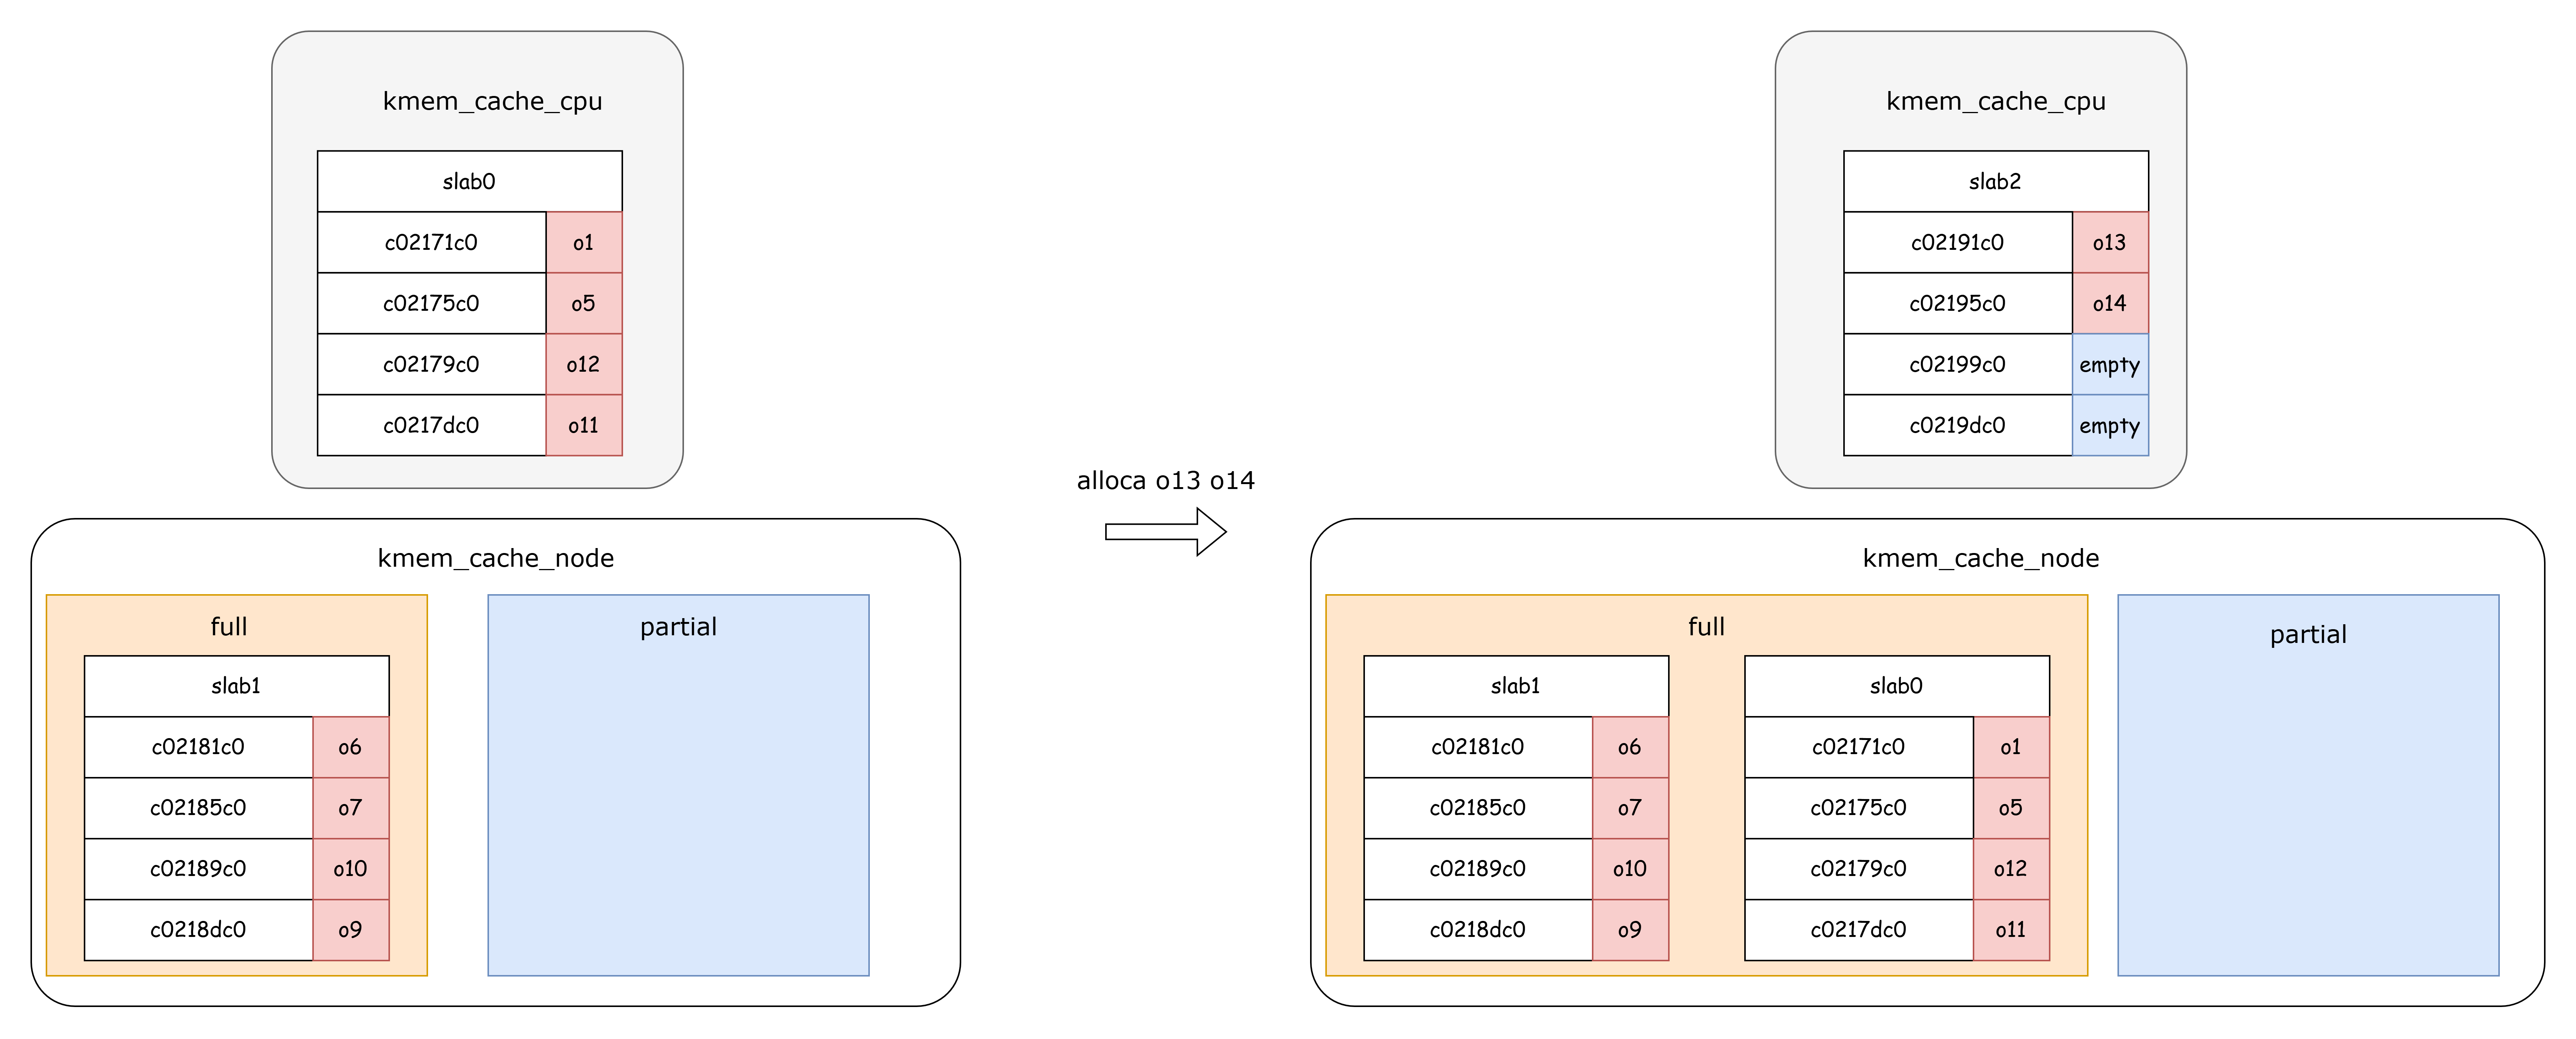 kmem_cache_cpu
slab0
c02171c0 o1
c02175c0 o5
c02179c0 o12
c0217dc0 o11
kmem_cache_node
full
slab1
c02181c0 o6
c02185c0 o7
c02189c0 o10
c0218dc0 o9
partial
alloca o13 o14
kmem_cache_cpu
slab2
c02191c0 o13
c02195c0 o14
c02199c0 empty
c0219dc0 empty
kmem_cache_node
full
slab1
c02181c0 o6
c02185c0 o7
c02189c0 o10
c0218dc0 o9
slab0
c02171c0 o1
c02175c0 o5
c02179c0 o12
c0217dc0 o11
partial